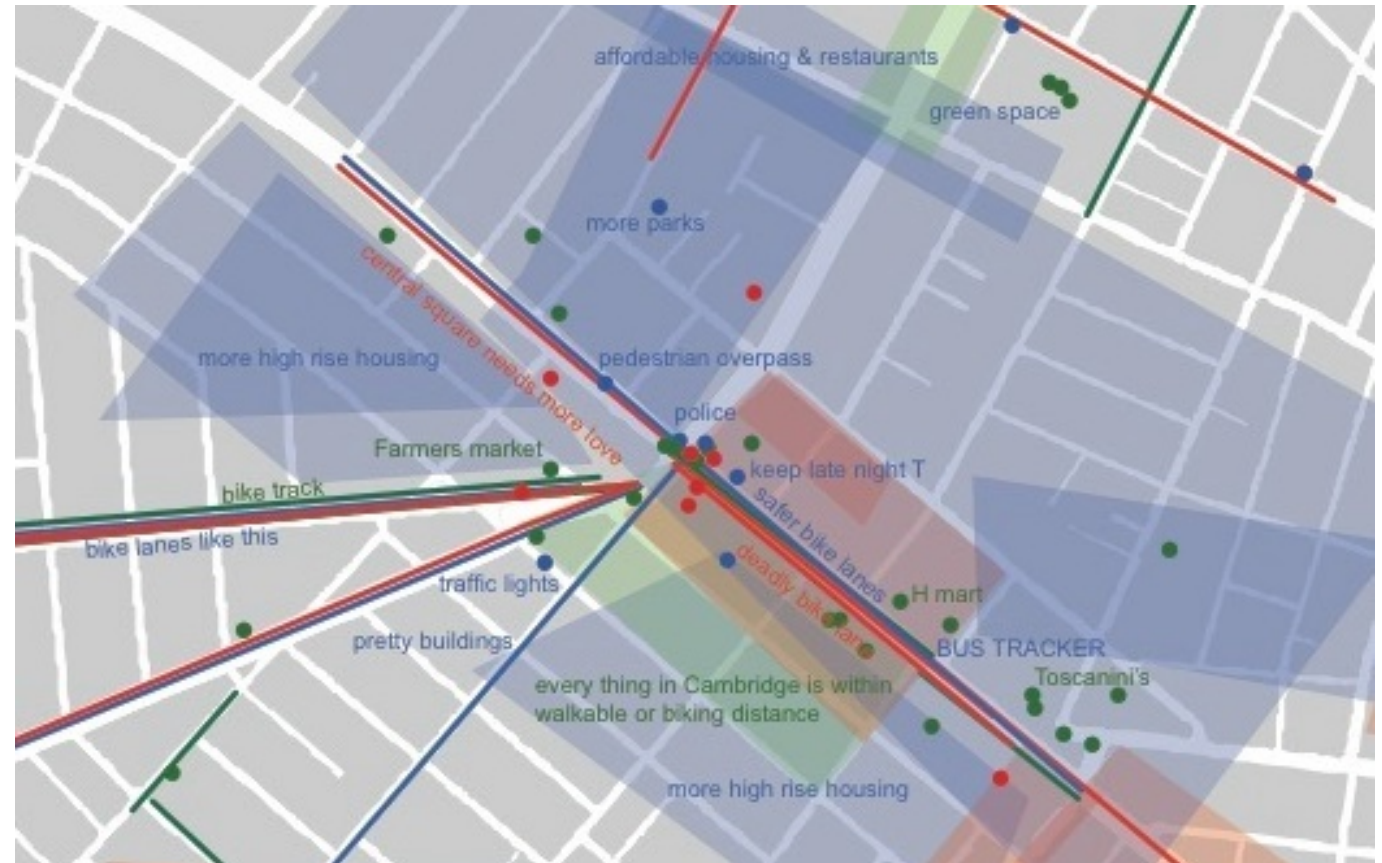 affordable housing & restaurants
green space
more parks
central square needs more love
more high rise housing
pedestrian overpass
police
Farmers market
keep late night T
bike track
safer bike lanes
bike lanes like this
deadly bike lane
traffic lights
H mart
pretty buildings
BUS TRACKER
every thing in Cambridge is within
walkable or biking distance
Toscanini's
more high rise housing